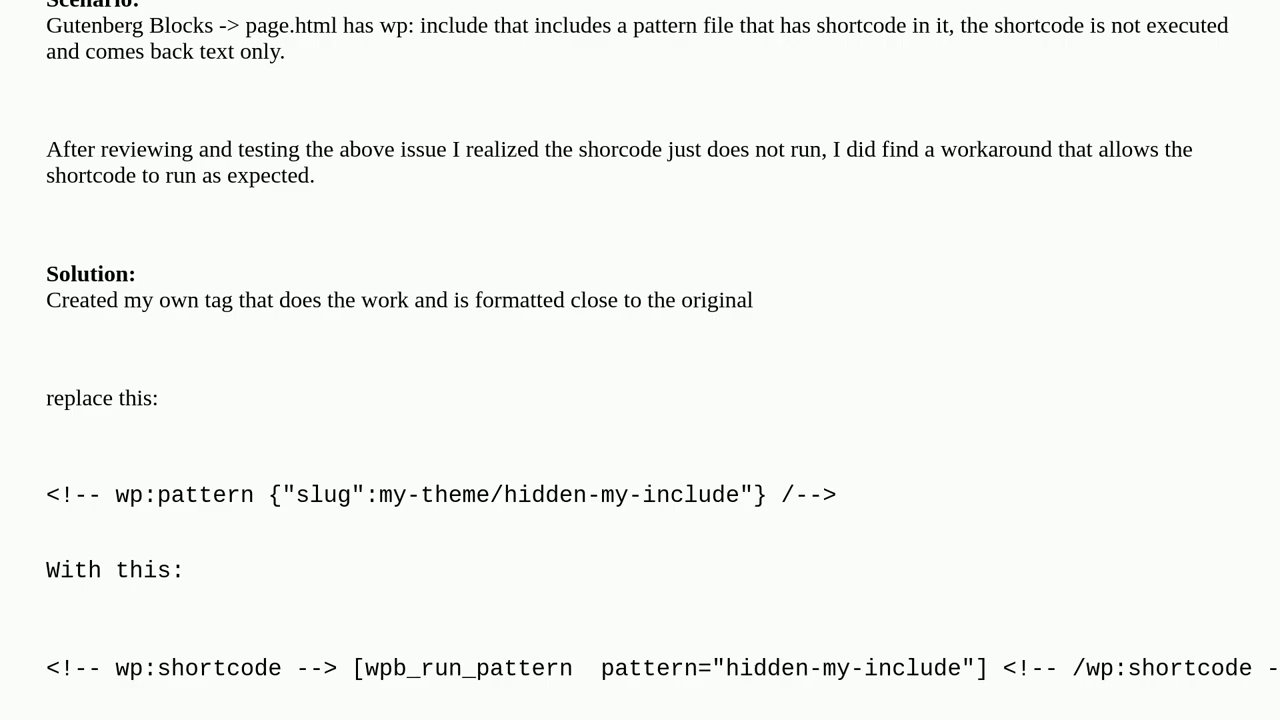 Scenario:
Gutenberg Blocks -> page.html has wp: include that includes a pattern file that has shortcode in it, the shortcode is not executed
and comes back text only.
After reviewing and testing the above issue I realized the shorcode just does not run, I did find a workaround that allows the
shortcode to run as expected.
Solution:
Created my own tag that does the work and is formatted close to the original
replace this:
<!-- wp:pattern {"slug":my-theme/hidden-my-include"} /-->
With this:
<!-- wp:shortcode --> [wpb_run_pattern  pattern="hidden-my-include"] <!-- /wp:shortcode -